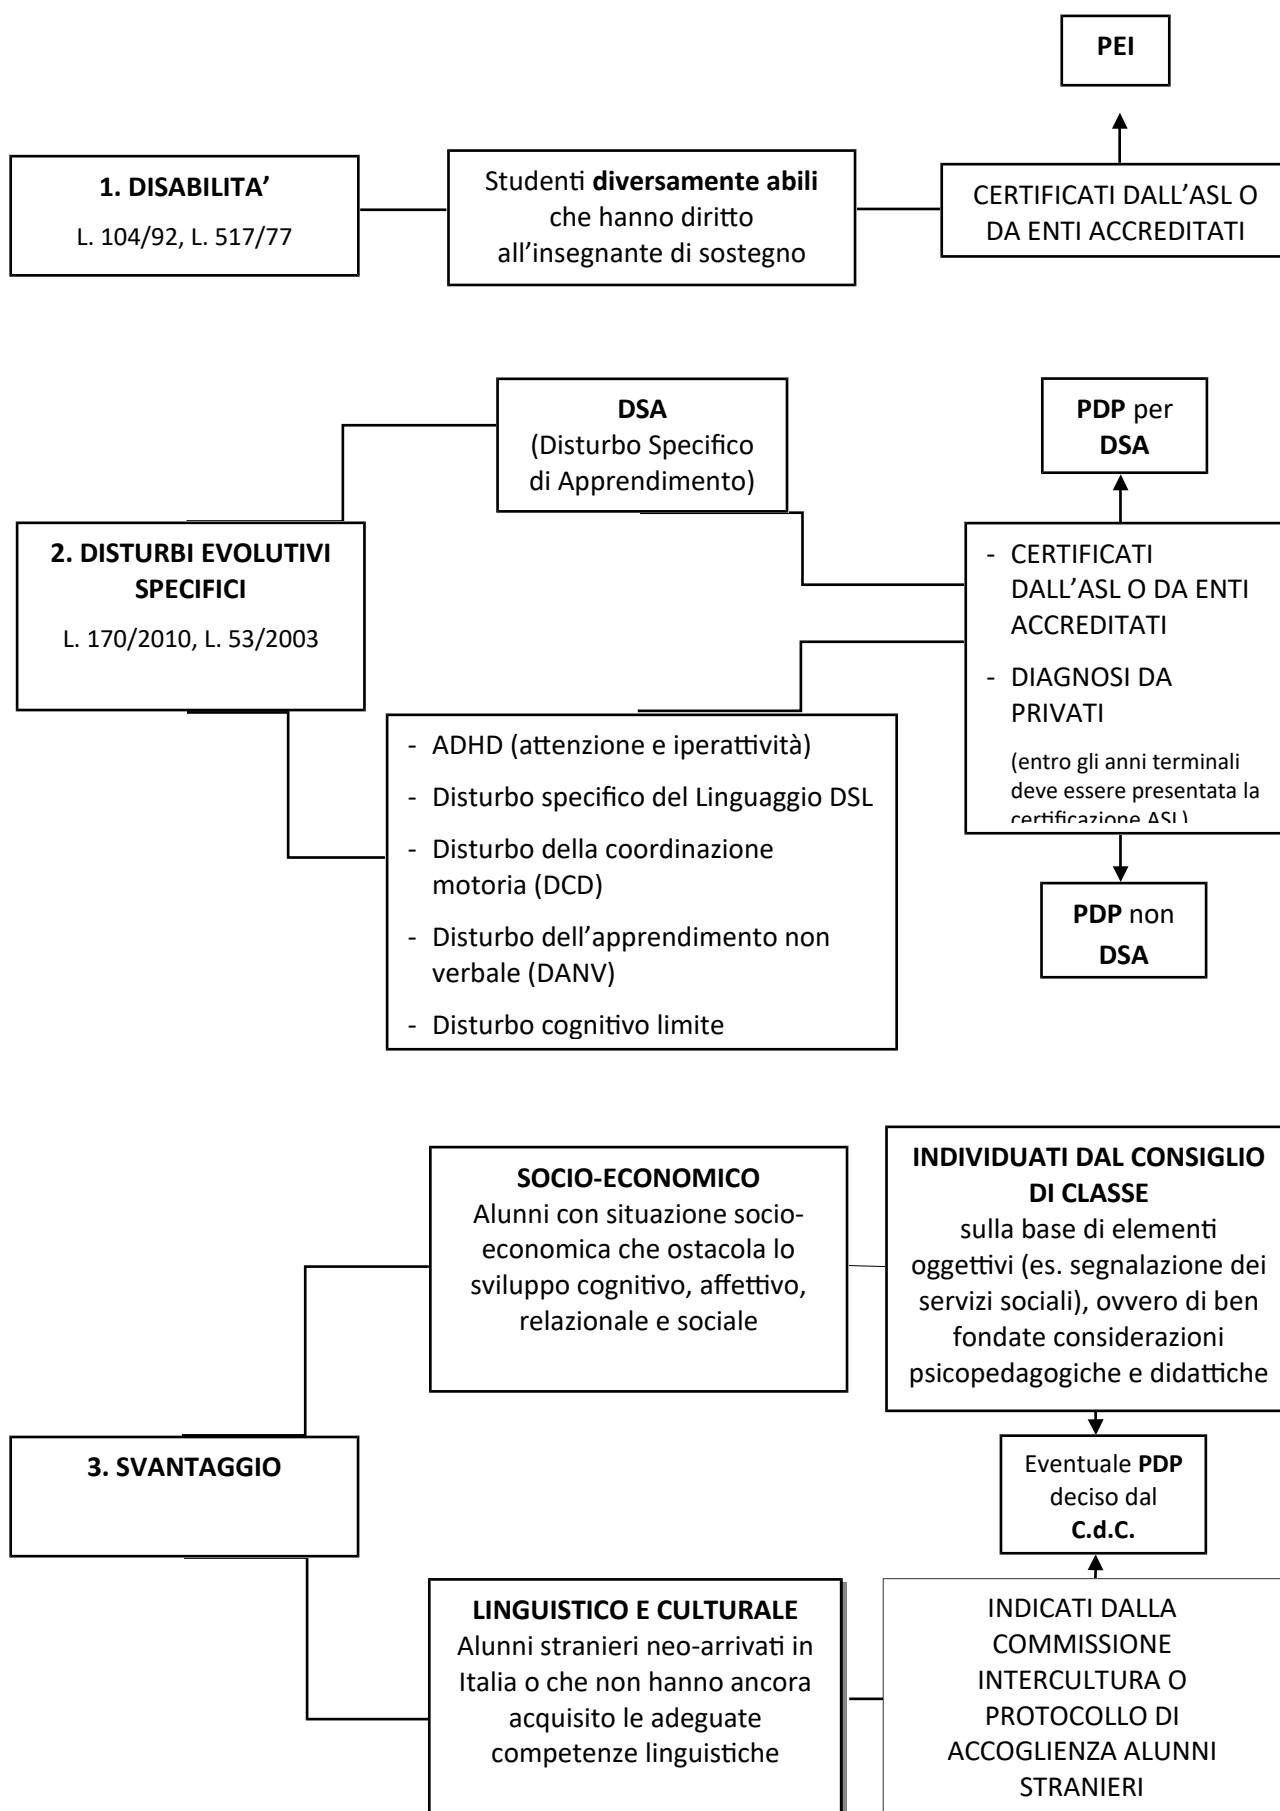 PEI
1. DISABILITA’
L. 104/92, L. 517/77
Studenti diversamente abili
che hanno diritto
all’insegnante di sostegno
CERTIFICATI DALL’ASL O
DA ENTI ACCREDITATI
DSA
(Disturbo Specifico
di Apprendimento)
PDP per
DSA
2. DISTURBI EVOLUTIVI
SPECIFICI
L. 170/2010, L. 53/2003
- CERTIFICATI
DALL’ASL O DA ENTI
ACCREDITATI
- DIAGNOSI DA
PRIVATI
(entro gli anni terminali
deve essere presentata la
certificazione ASL)
- ADHD (attenzione e iperattività)
- Disturbo specifico del Linguaggio DSL
- Disturbo della coordinazione
motoria (DCD)
- Disturbo dell’apprendimento non
verbale (DANV)
- Disturbo cognitivo limite
PDP non
DSA
SOCIO-ECONOMICO
Alunni con situazione socio-
economica che ostacola lo
sviluppo cognitivo, affettivo,
relazionale e sociale
INDIVIDUATI DAL CONSIGLIO
DI CLASSE
sulla base di elementi
oggettivi (es. segnalazione dei
servizi sociali), ovvero di ben
fondate considerazioni
psicopedagogiche e didattiche
3. SVANTAGGIO
Eventuale PDP
deciso dal
C.d.C.
LINGUISTICO E CULTURALE
Alunni stranieri neo-arrivati in
Italia o che non hanno ancora
acquisito le adeguate
competenze linguistiche
INDICATI DALLA
COMMISSIONE
INTERCULTURA O
PROTOCOLLO DI
ACCOGLIENZA ALUNNI
STRANIERI